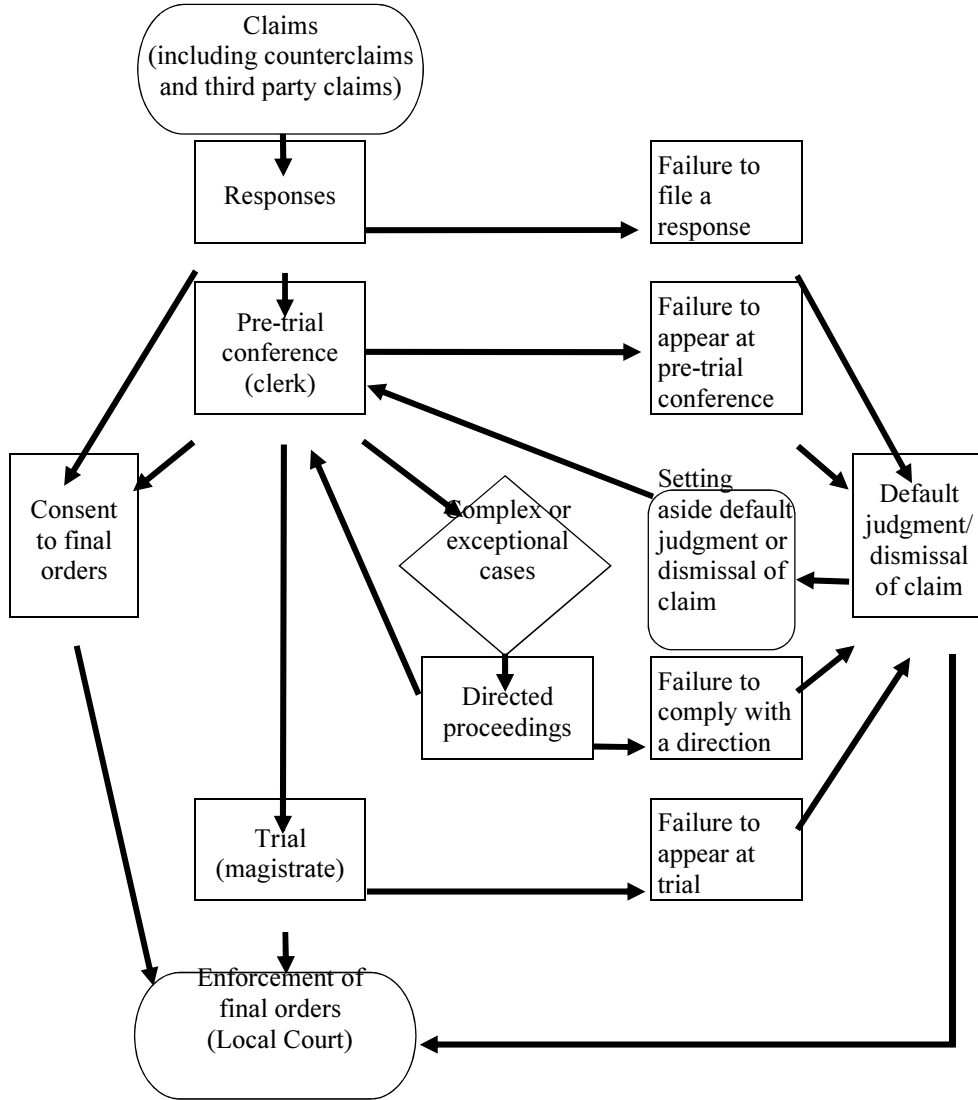 Claims
(including counterclaims
and third party claims)
Responses
Failure to
file a
response
Pre-trial
conference
(clerk)
Failure to
appear at
pre-trial
conference
Consent
to final
orders
Complex or
exceptional
cases
Setting
aside default
judgment or
dismissal of
claim
Default
judgment/
dismissal
of claim
Directed
proceedings
Failure to
comply with
a direction
Trial
(magistrate)
Failure to
appear at
trial
Enforcement of
final orders
(Local Court)